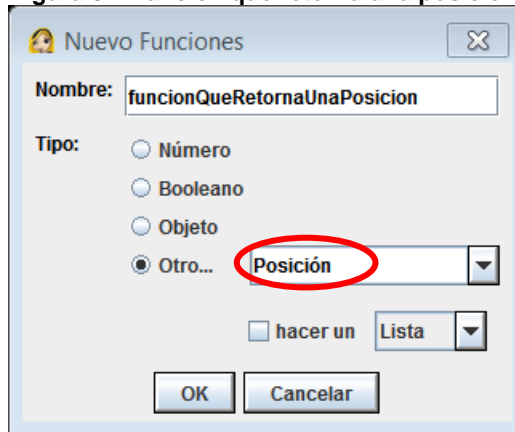 Nuevo Funciones
Nombre: funcionQueRetornaUnaPosicion
Tipo:
Número
Booleano
Objeto
Otro... Posición
hacer un Lista
OK Cancelar